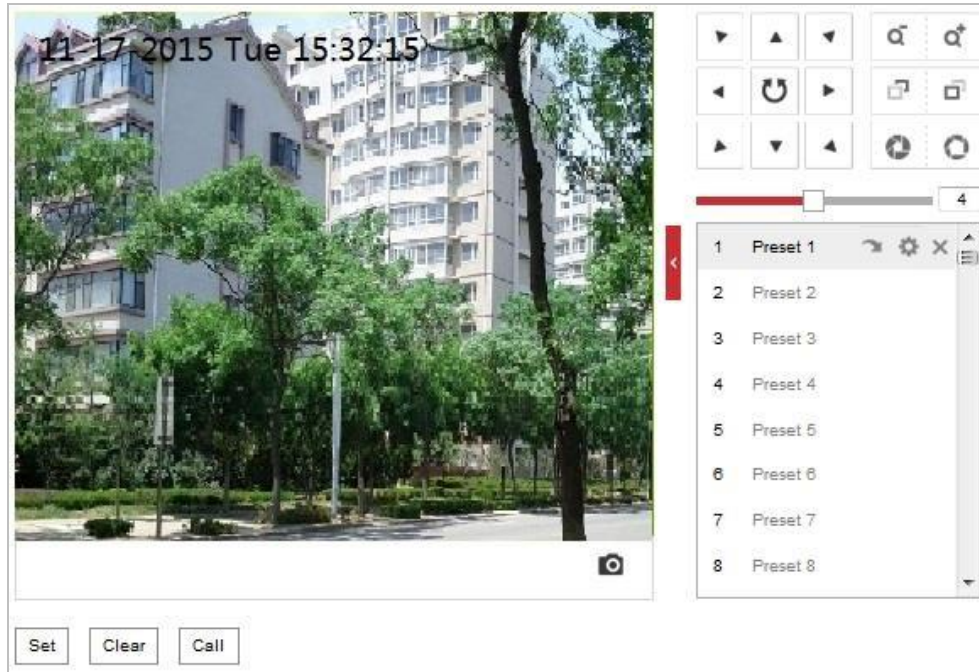 11-17-2015 Tue 15:32:15
4
1 Preset 1
2 Preset 2
3 Preset 3
4 Preset 4
5 Preset 5
6 Preset 6
7 Preset 7
8 Preset 8
Set Clear Call